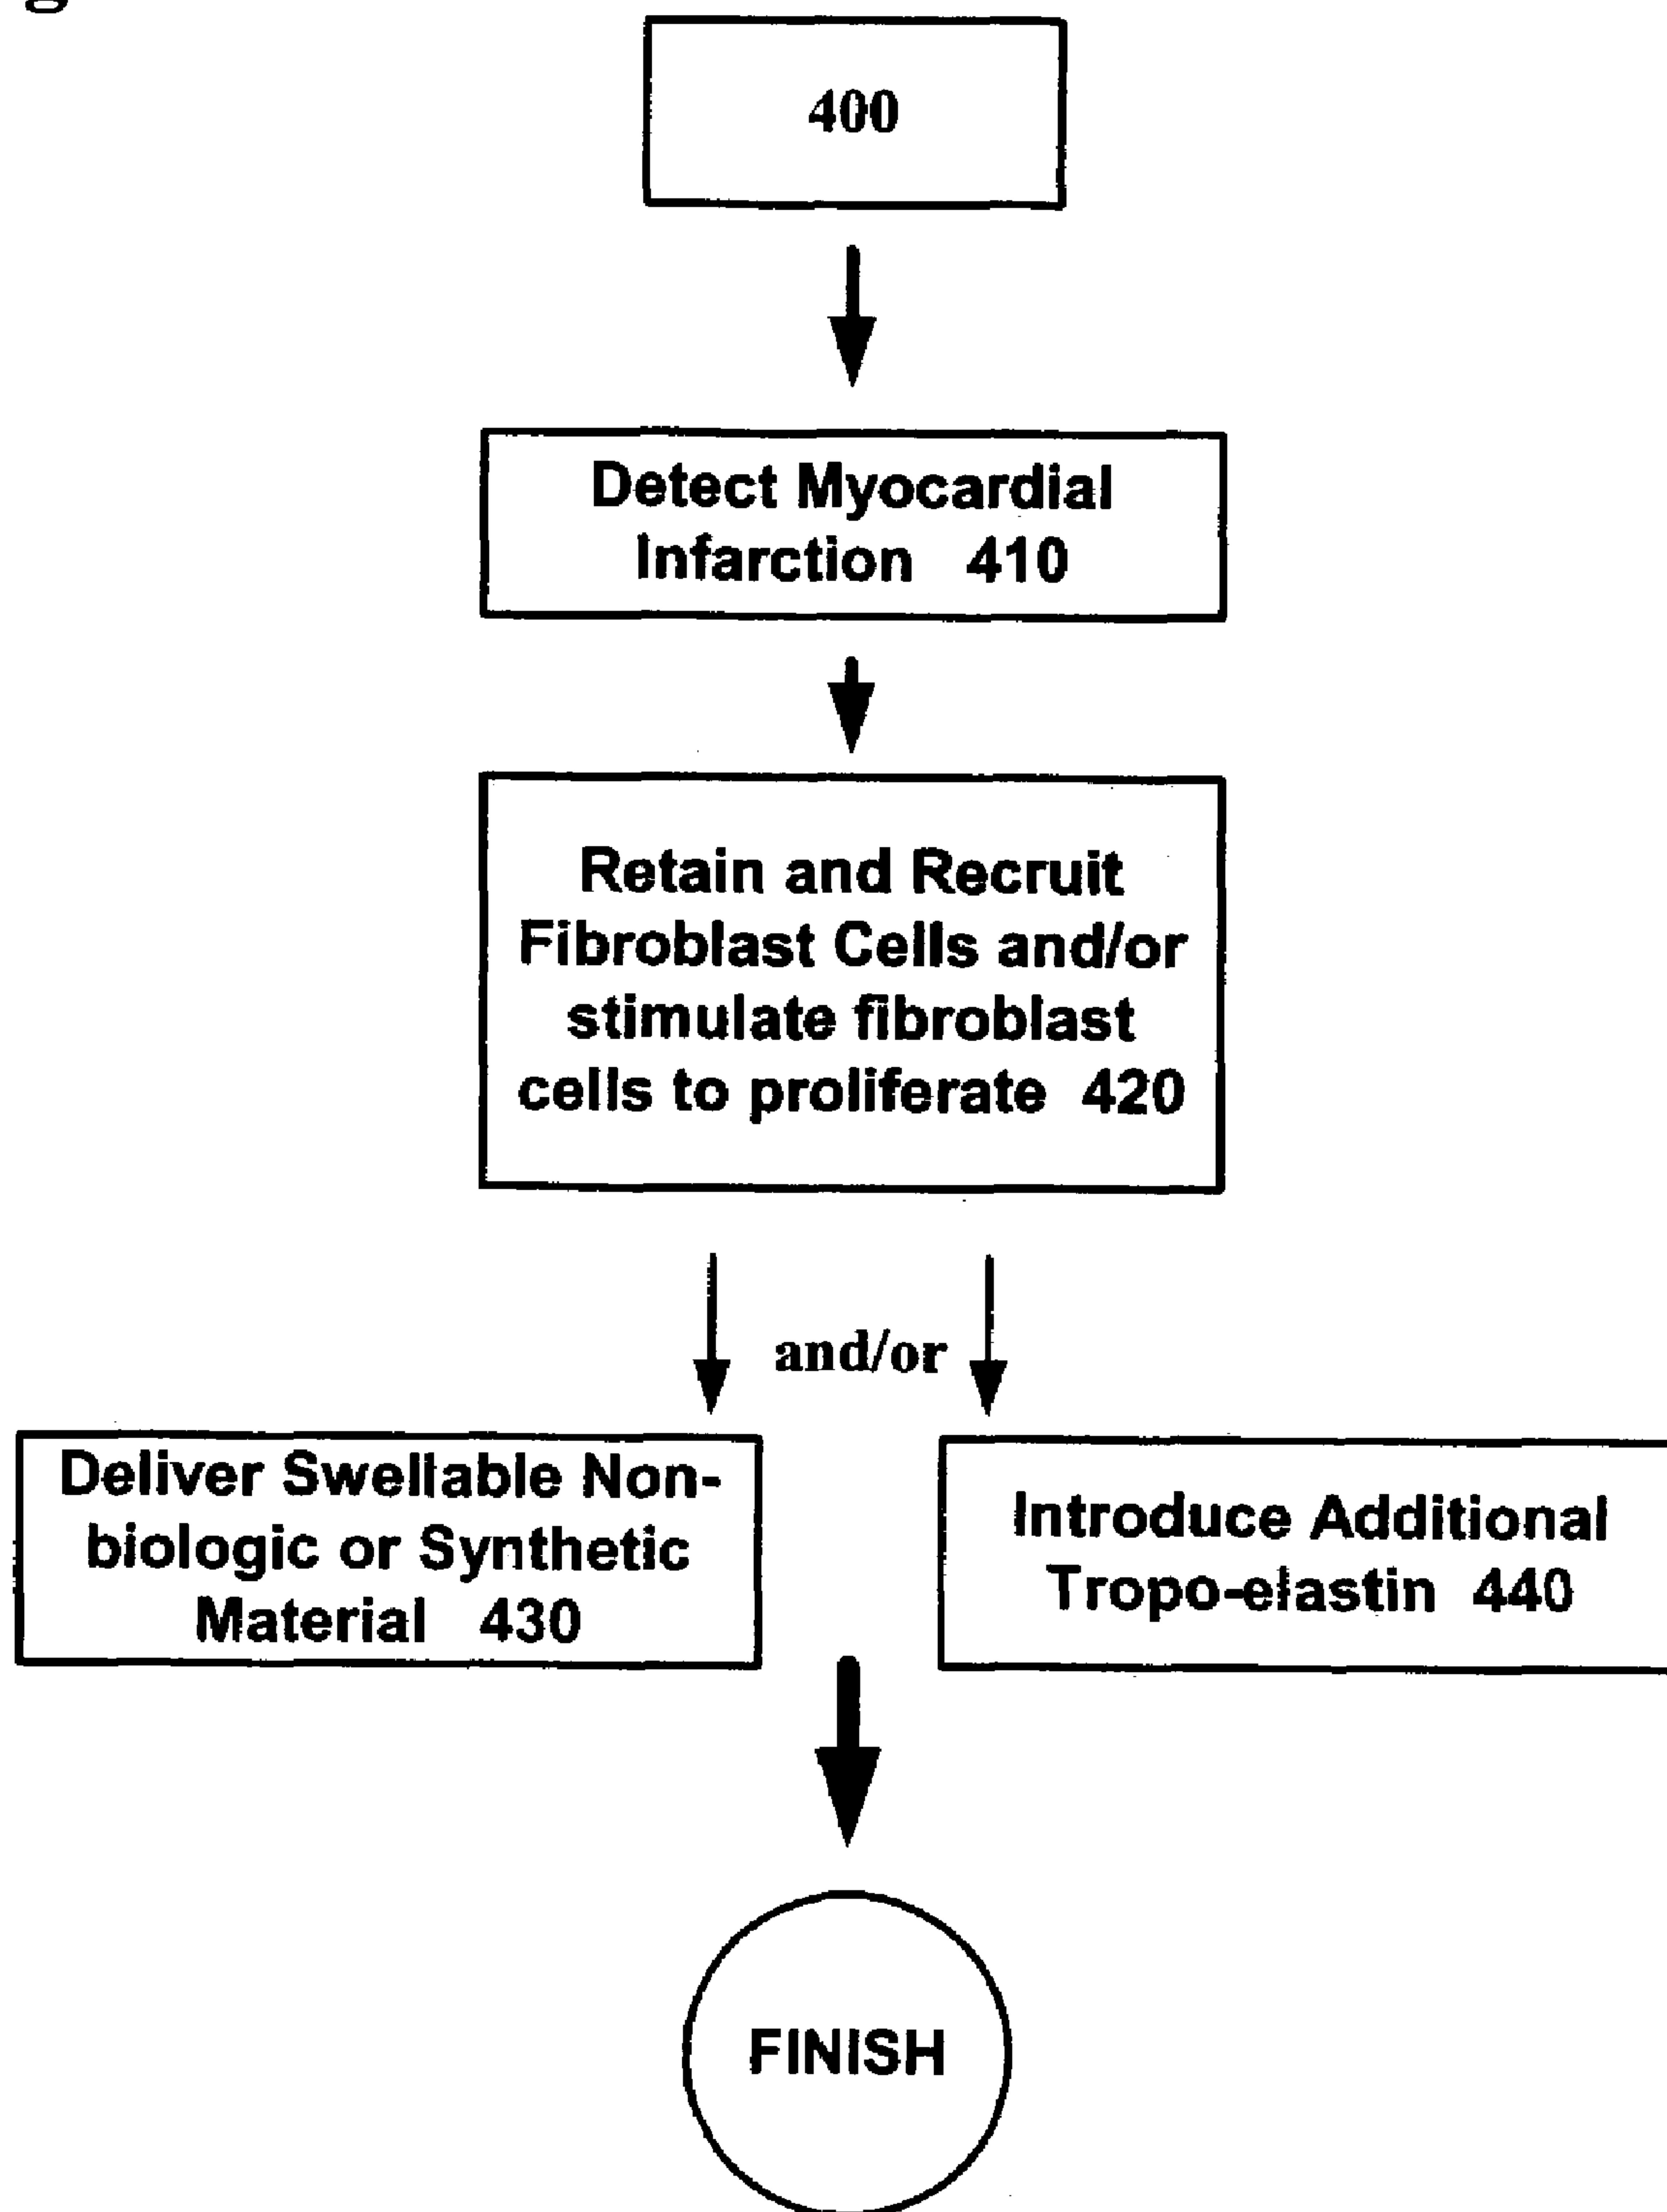 400
Detect Myocardial
Infarction 410
Retain and Recruit
Fibroblast Cells and/or
stimulate fibroblast
cells to proliferate 420
and/or
Deliver Swellable Non-
biologic or Synthetic
Material 430
Introduce Additional
Tropo-elastin 440
FINISH